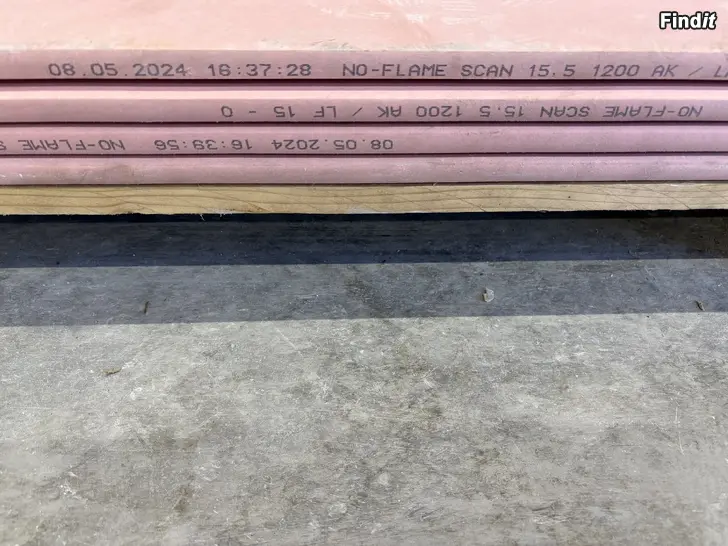 Findit
08.05.2024 16:37:28 NO-FLAME SCAN 15.5 1200 AK /
NO-FLAME SCAN 15.5 1200 AK / LF 15 - 0
08.05.2024 16:39:56 NO-FLAME